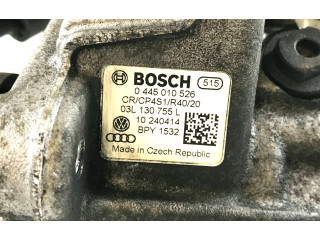 BOSCH 515
0 445 010 526
CR/CP4S1/R40/20
03L 130 755 L
10 240414
BPY 1532
Made in Czech Republic